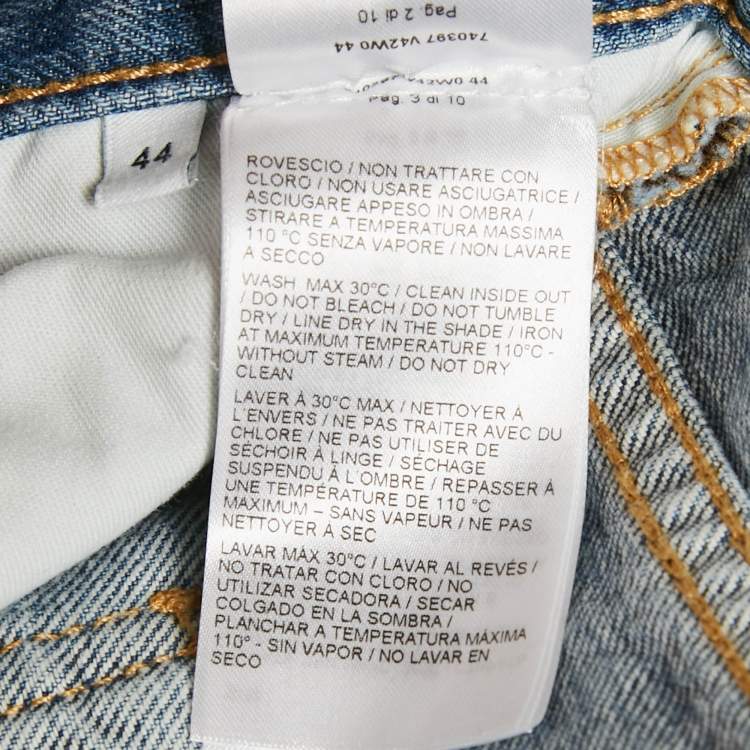 Pag. 2 di 10
740397 V42W0 44
V42W0 44
Pag. 3 di 10
44
ROVESCIO / NON TRATTARE CON
CLORO / NON USARE ASCIUGATRICE /
ASCIUGARE APPESO IN OMBRA /
STIRARE A TEMPERATURA MASSIMA
110 °C SENZA VAPORE / NON LAVARE
A SECCO
WASH MAX 30°C / CLEAN INSIDE OUT
/ DO NOT BLEACH / DO NOT TUMBLE
DRY / LINE DRY IN THE SHADE / IRON
AT MAXIMUM TEMPERATURE 110°C -
WITHOUT STEAM / DO NOT DRY
CLEAN
LAVER À 30°C MAX / NETTOYER À
L'ENVERS / NE PAS TRAITER AVEC DU
CHLORE / NE PAS UTILISER DE
SÉCHOIR À LINGE / SÉCHAGE
SUSPENDU À L'OMBRE / REPASSER À
UNE TEMPÉRATURE DE 110 °C
MAXIMUM – SANS VAPEUR / NE PAS
NETTOYER À SEC
LAVAR MÁX 30°C / LAVAR AL REVÉS /
NO TRATAR CON CLORO / NO
UTILIZAR SECADORA / SECAR
COLGADO EN LA SOMBRA /
PLANCHAR A TEMPERATURA MÁXIMA
110° - SIN VAPOR / NO LAVAR EN
SECO